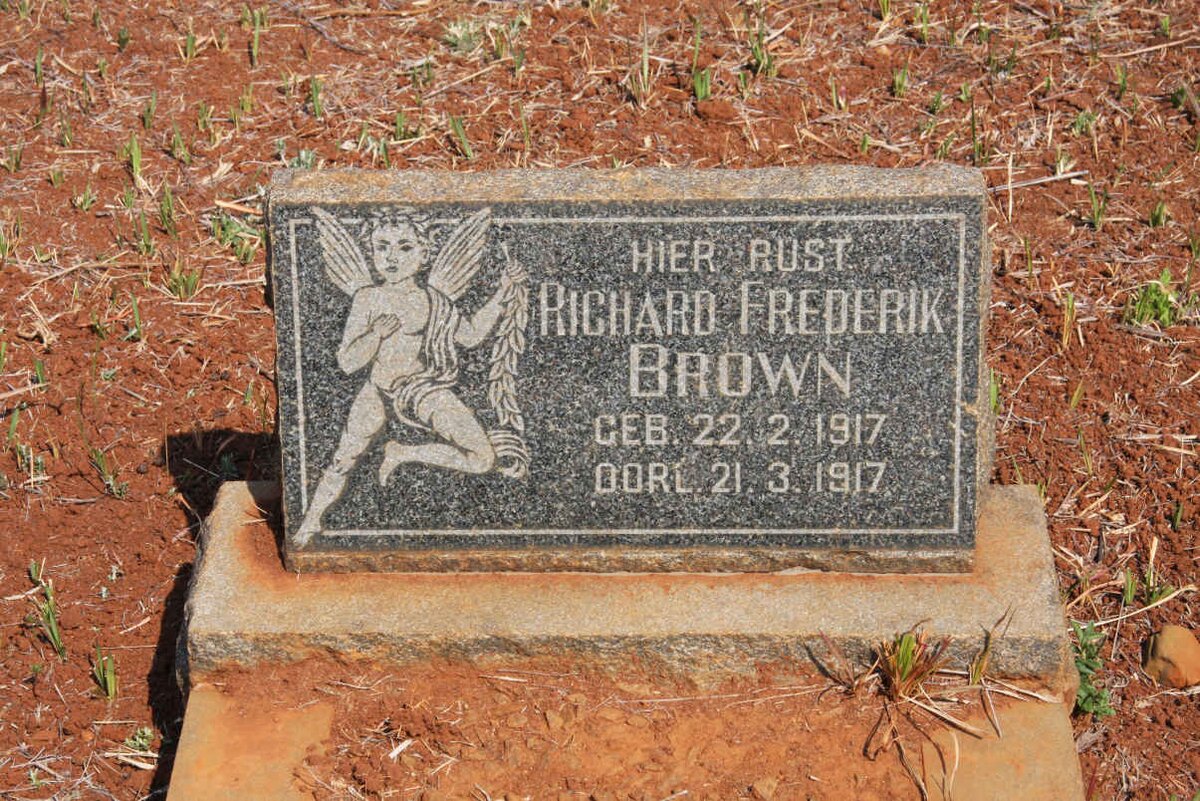 HIER RUST
RICHARD FREDERIK
BROWN
GEB. 22. 2. 1917
OORL. 21. 3. 1917